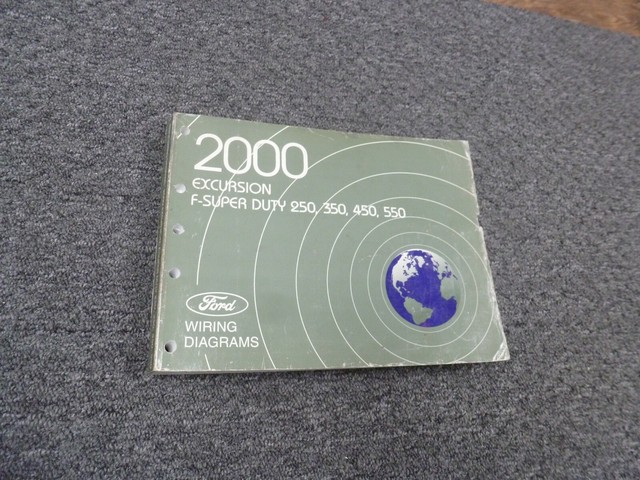 2000
EXCURSION
F-SUPER DUTY 250, 350, 450, 550
Ford
WIRING
DIAGRAMS